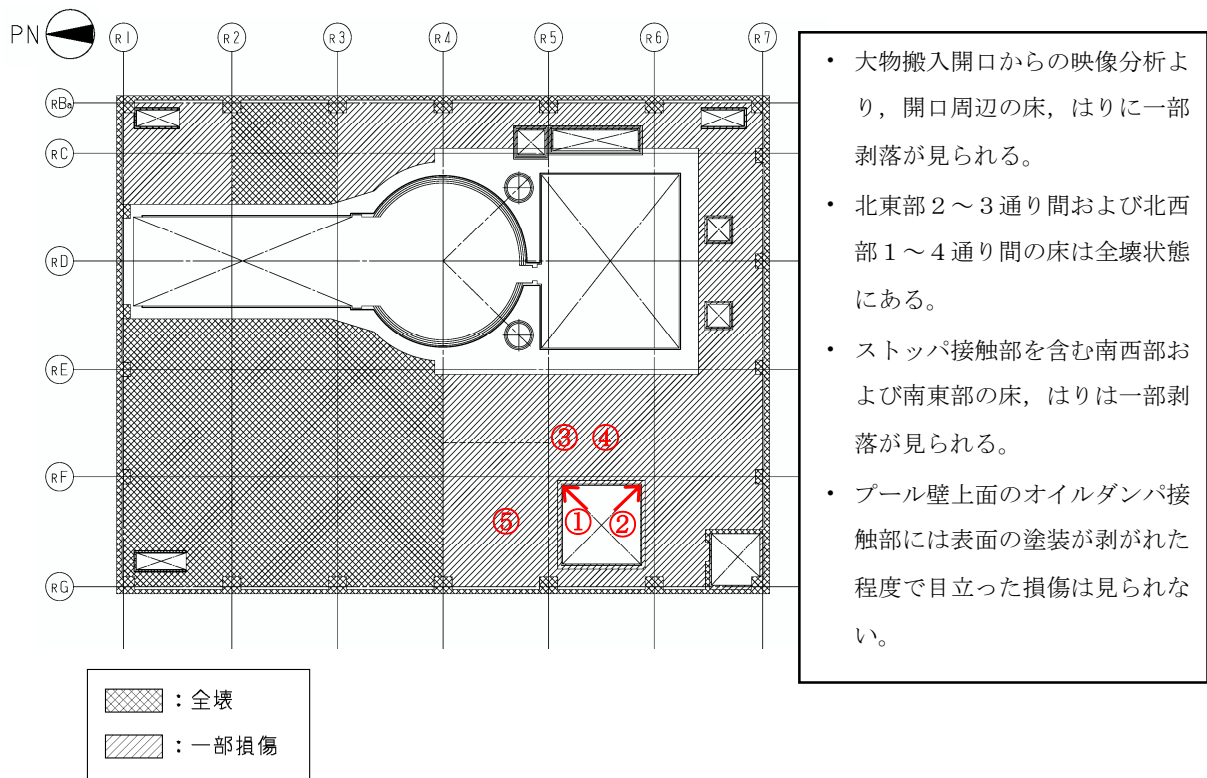 PN
R1 R2 R3 R4 R5 R6 R7
RBa
RC
RD
RE
RF
RG
③ ④
① ②
⑤
:全壊
:一部損傷
・ 大物搬入開口からの映像分析よ
り，開口周辺の床，はりに一部
剥落が見られる。
・ 北東部２～３通り間および北西
部１～４通り間の床は全壊状態
にある。
・ ストッパ接触部を含む南西部お
よび南東部の床，はりは一部剥
落が見られる。
・ プール壁上面のオイルダンパ接
触部には表面の塗装が剥がれた
程度で目立った損傷は見られな
い。